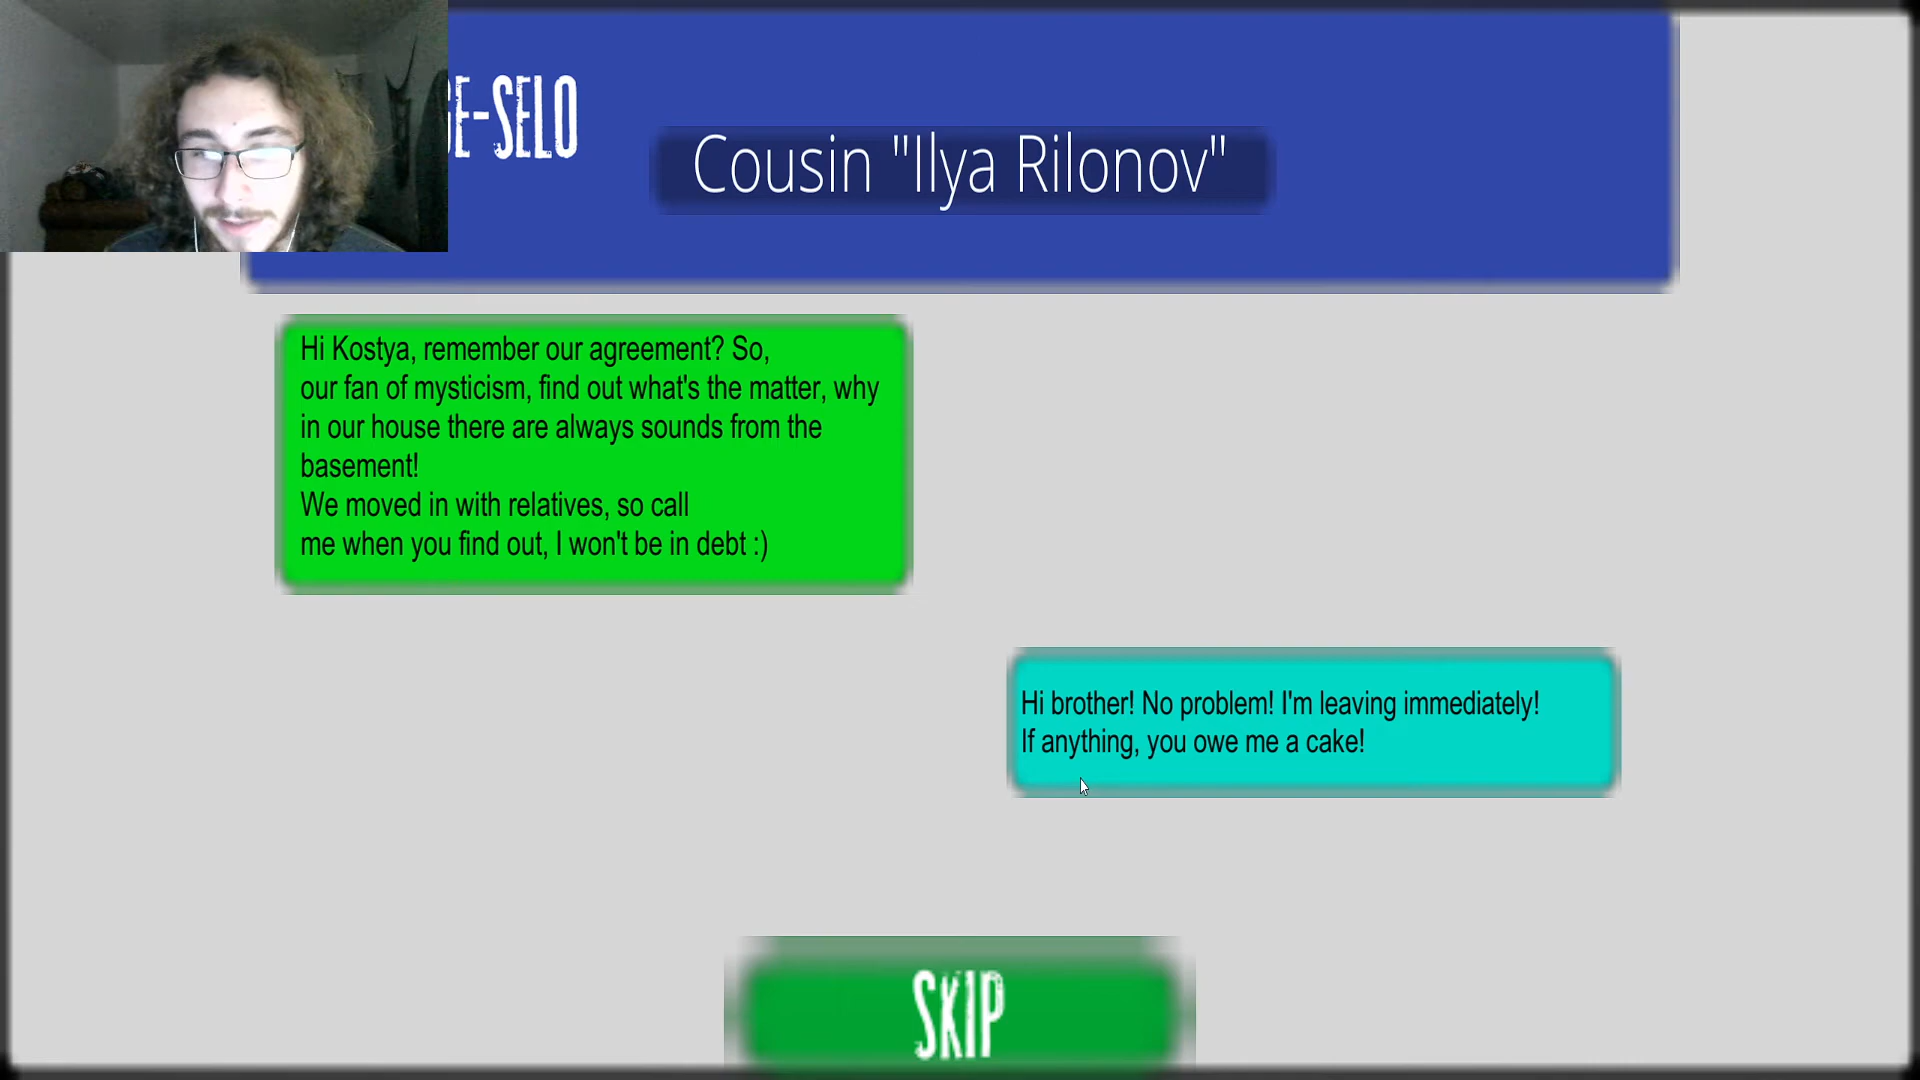 GE-SELO
Cousin "Ilya Rilonov"
Hi Kostya, remember our agreement? So,
our fan of mysticism, find out what's the matter, why
in our house there are always sounds from the
basement!
We moved in with relatives, so call
me when you find out, I won't be in debt :)
Hi brother! No problem! I'm leaving immediately!
If anything, you owe me a cake!
SKIP